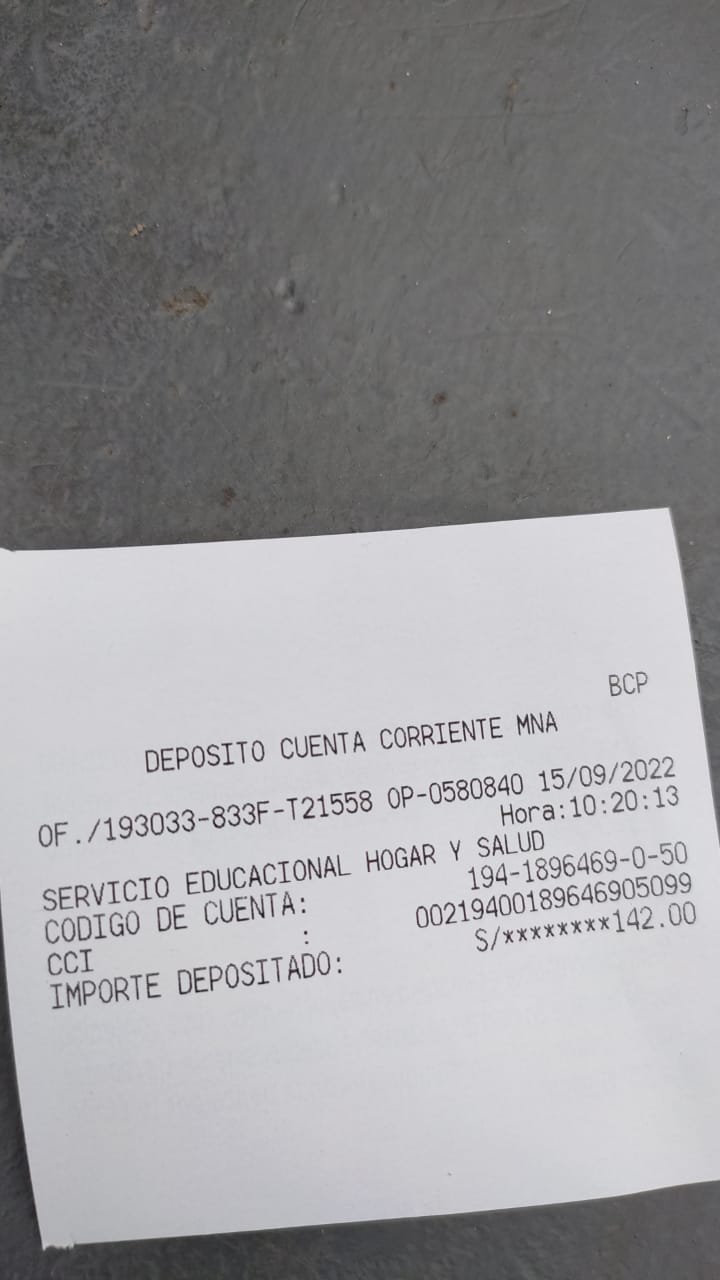 BCP
DEPOSITO CUENTA CORRIENTE MNA
OF./193033-833F-T21558 OP-0580840 15/09/2022
Hora:10:20:13
SERVICIO EDUCACIONAL HOGAR Y SALUD
CODIGO DE CUENTA: 194-1896469-0-50
CCI : 00219400189646905099
IMPORTE DEPOSITADO: S/********142.00